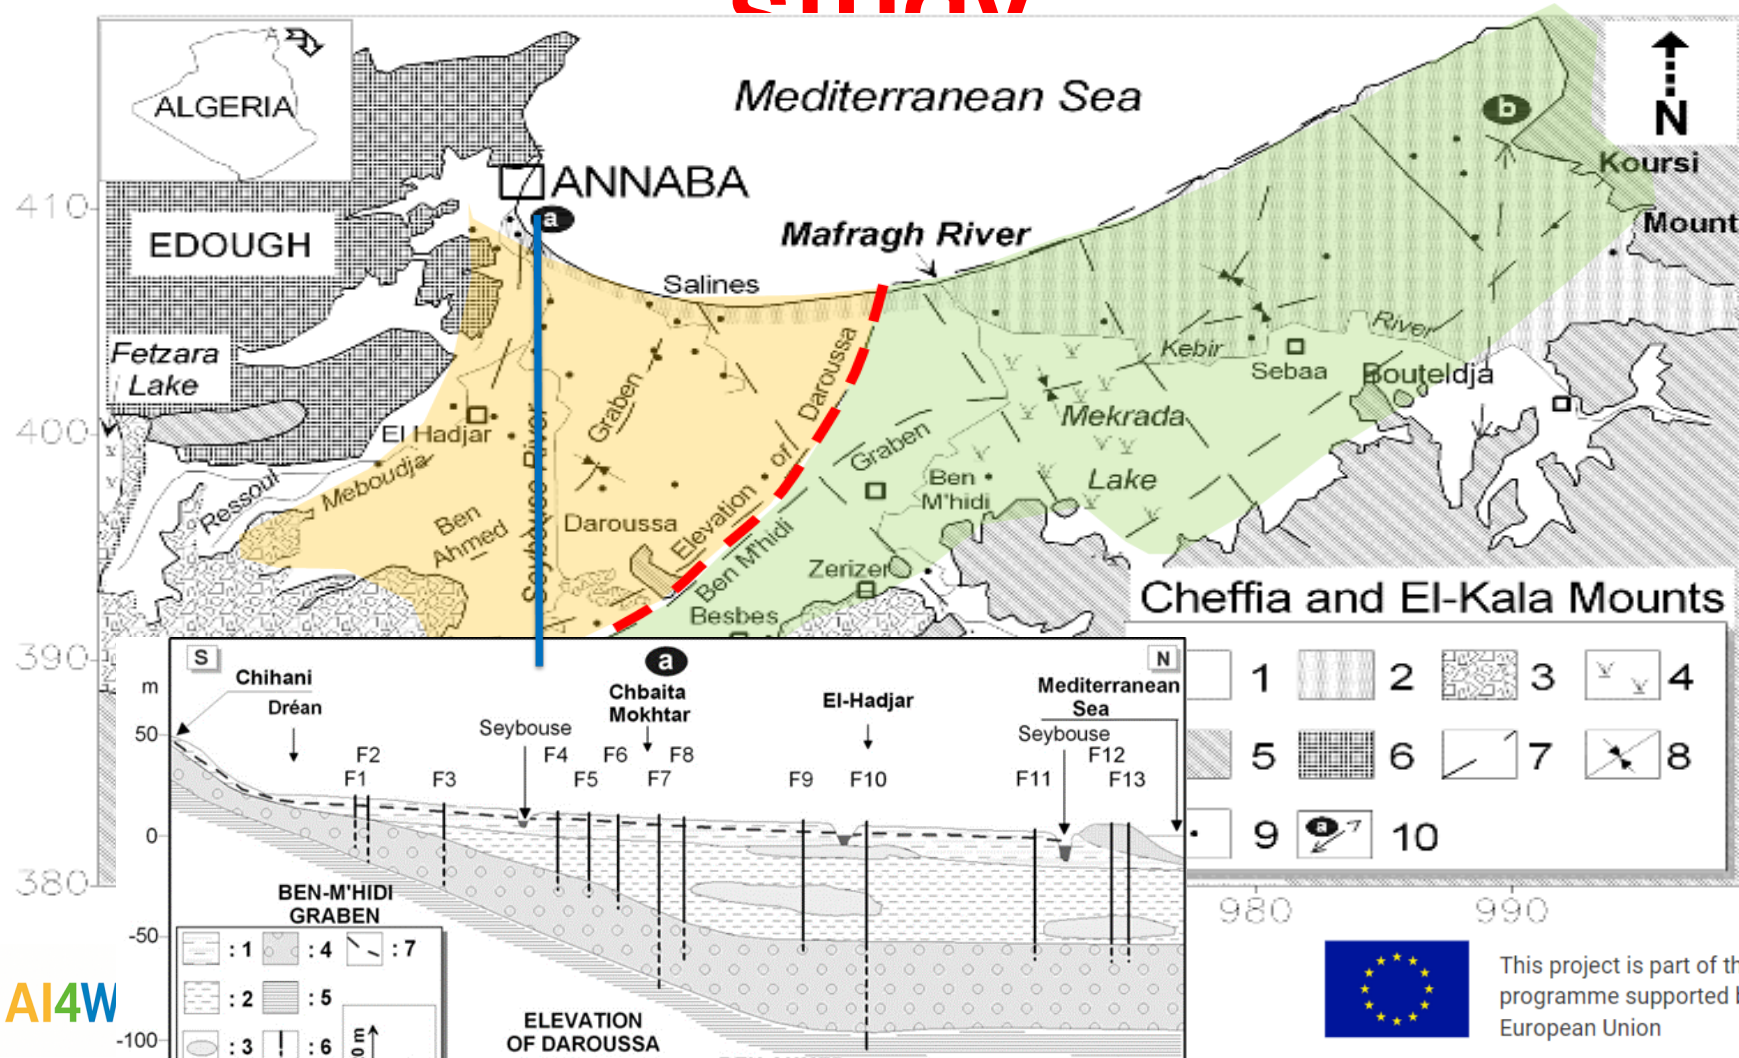 study
ALGERIA
Mediterranean Sea
N
b
Koursi
Mount
410
ANNABA
a
EDOUGH
Mafragh River
Salines
Fetzara
Lake
Kebir
River
Sebaa
Bouteldja
Daroussa
of
Elevation
Graben
Mekrada
Lake
400
El Hadjar
Seybouse River
Meboudja
Ressoul
Ben
Ahmed
Daroussa
Graben
Ben M'hidi
Ben
M'hidi
Zerizer
Besbes
Cheffia and El-Kala Mounts
390
380
980
990
1
2
3
4
5
6
7
8
9
a
10
S
a
N
m
Chihani
Dréan
Seybouse
Chbaita
Mokhtar
El-Hadjar
Mediterranean
Sea
Seybouse
50
F2
F4
F6
F8
F12
F1
F3
F5
F7
F9
F10
F11
F13
0
-50
-100
BEN-M'HIDI
GRABEN
: 1
: 4
: 7
: 2
: 5
: 3
: 6
ELEVATION
OF DAROUSSA
AI4W
This project is part of th
programme supported b
European Union